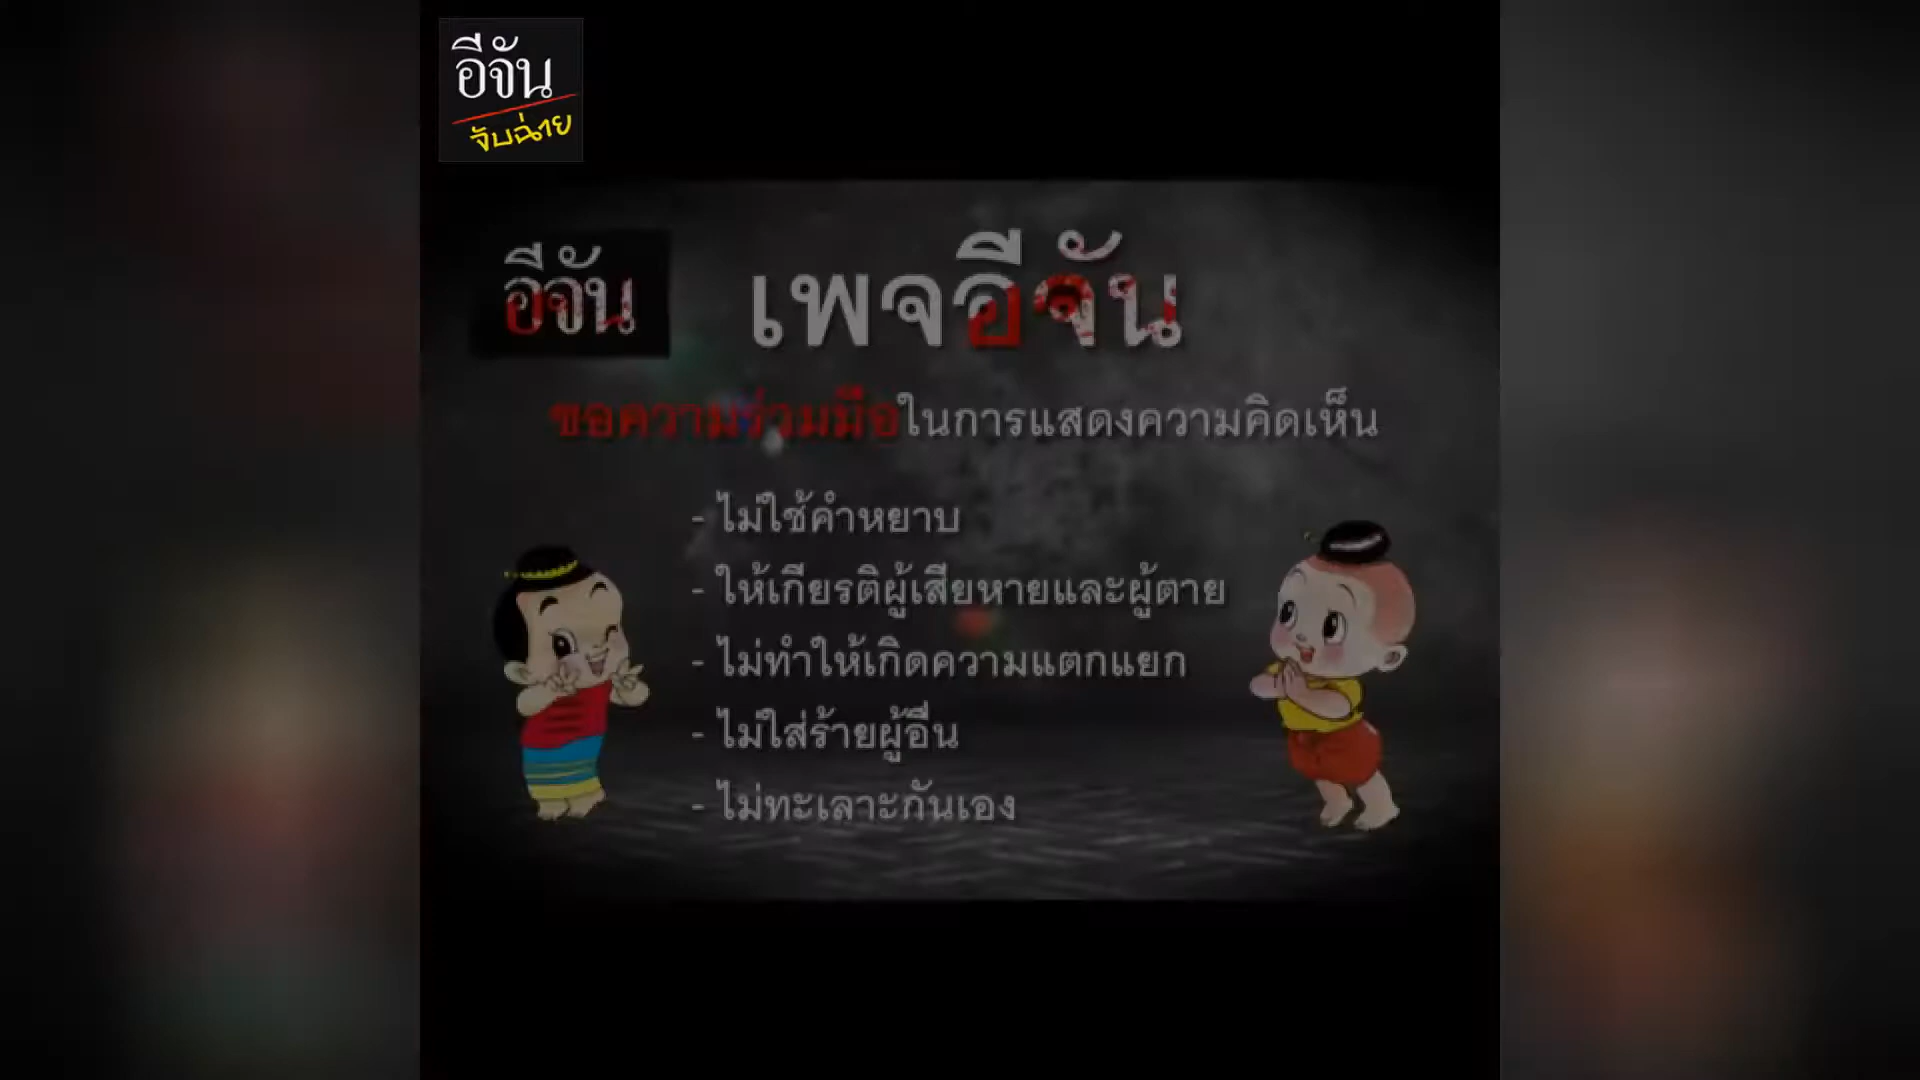 อีจัน
จับฉ่าย
อีจัน
เพจอีจัน
ขอความร่วมมือในการแสดงความคิดเห็น
- ไม่ใช้คำหยาบ
- ให้เกียรติผู้เสียหายและผู้ตาย
- ไม่ทำให้เกิดความแตกแยก
- ไม่ใส่ร้ายผู้อื่น
- ไม่ทะเลาะกันเอง